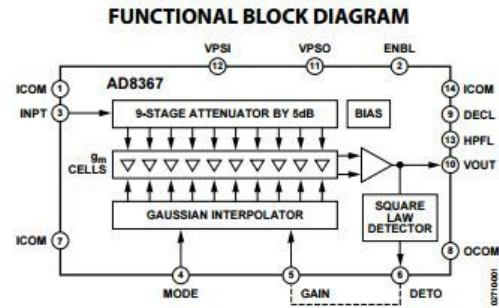 FUNCTIONAL BLOCK DIAGRAM
VPSI VPSO ENBL
12 11 2
AD8367
ICOM 1
14 ICOM
INPT 3
9-STAGE ATTENUATOR BY 5dB
BIAS
9 DECL
13 HPFL
gm
CELLS
10 VOUT
GAUSSIAN INTERPOLATOR
SQUARE
LAW
DETECTOR
ICOM 7
8 OCOM
4 5 6
MODE GAIN DETO
02710-001